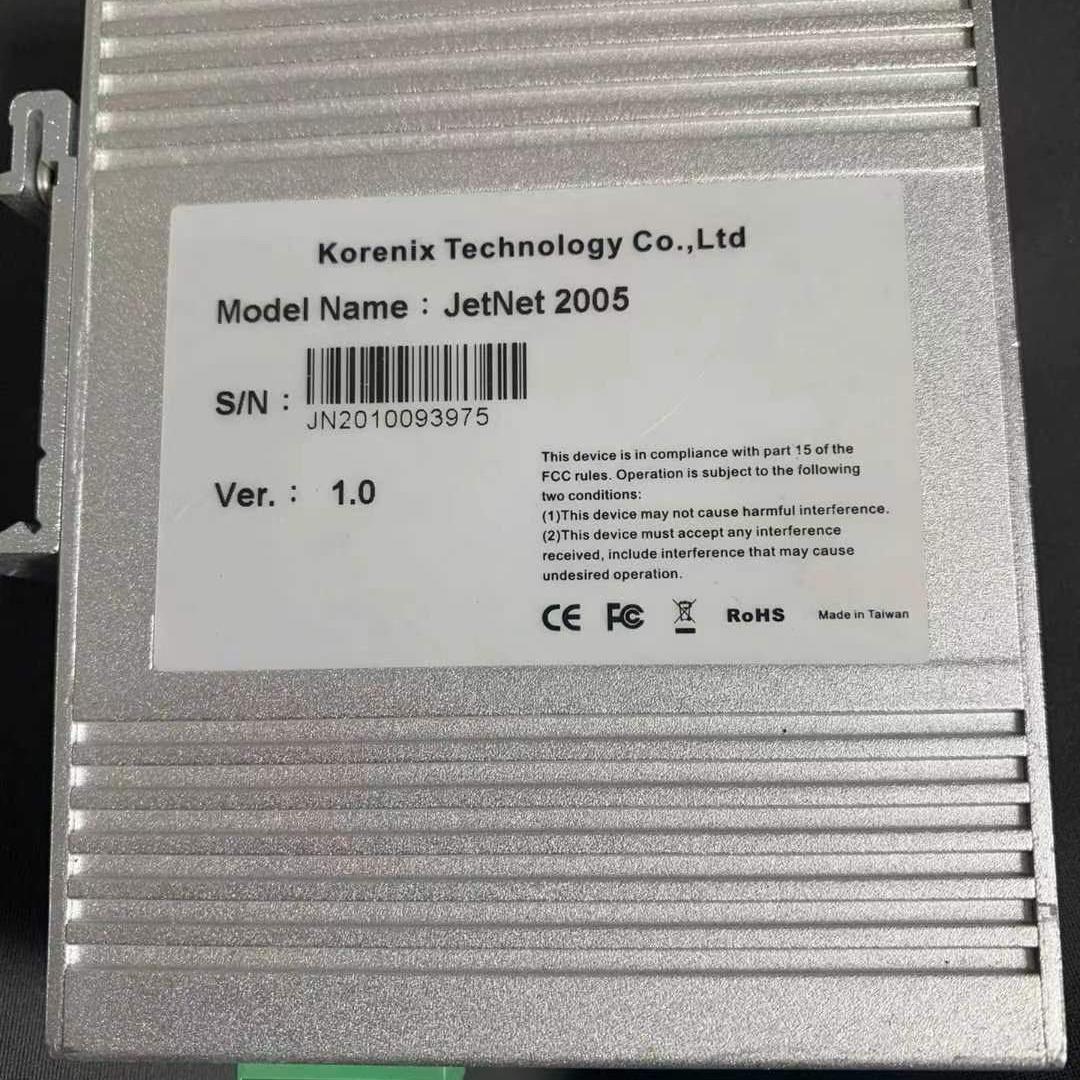 Korenix Technology Co.,Ltd
Model Name : JetNet 2005
S/N :
JN2010093975
Ver. : 1.0
This device is in compliance with part 15 of the
FCC rules. Operation is subject to the following
two conditions:
(1)This device may not cause harmful interference.
(2)This device must accept any interference
received, include interference that may cause
undesired operation.
CE FC RoHS Made in Taiwan